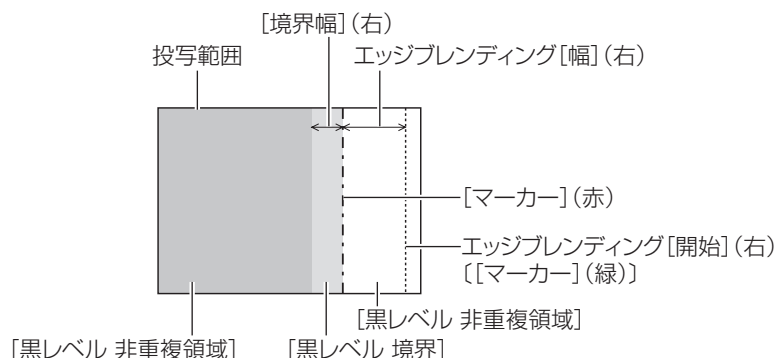 [境界幅](右)
投写範囲
エッジブレンディング[幅](右)
[マーカー](赤)
エッジブレンディング[開始](右)
〔[マーカー](緑)〕
[黒レベル 非重複領域]
[黒レベル 非重複領域]
[黒レベル 境界]